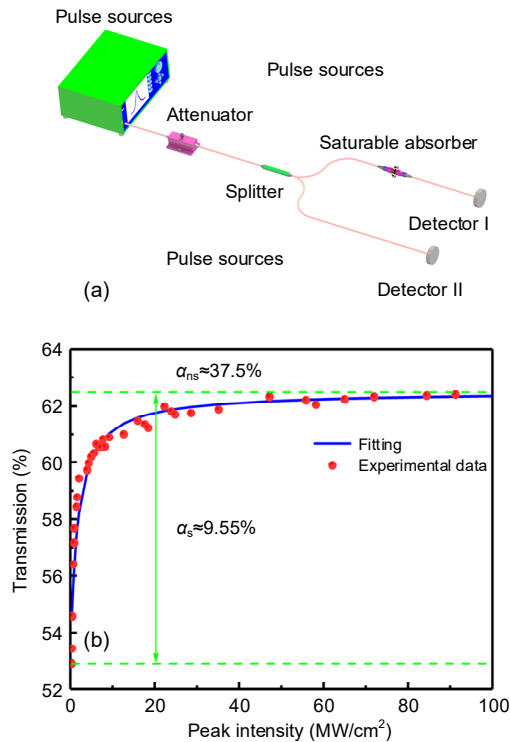 Pulse sources
Pulse sources
Attenuator
Saturable absorber
Splitter
Detector I
Pulse sources
Detector II
(a)
64
62
60
58
56
54
52
Transmission (%)
αns≈37.5%
Fitting
Experimental data
αs≈9.55%
(b)
0
20
40
60
80
100
Peak intensity (MW/cm²)